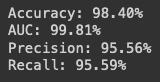 Accuracy: 98.40%
AUC: 99.81%
Precision: 95.56%
Recall: 95.59%